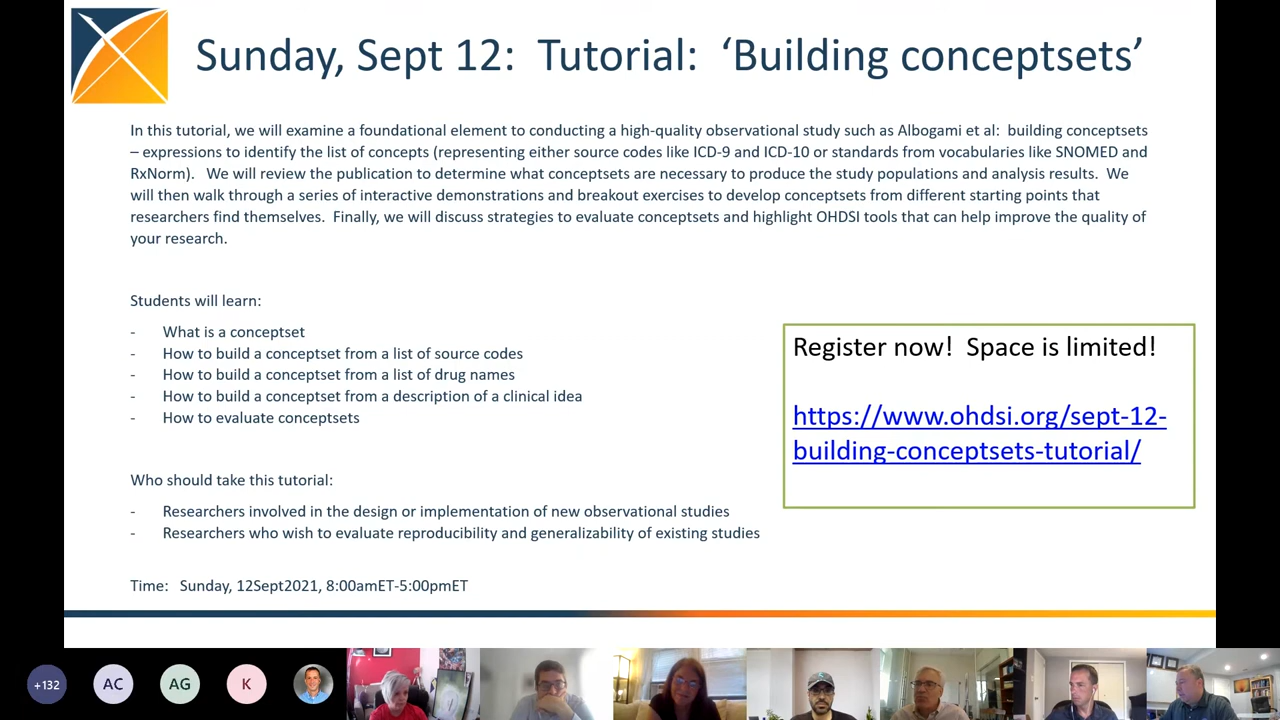 Sunday, Sept 12:  Tutorial:  ‘Building conceptsets’
In this tutorial, we will examine a foundational element to conducting a high-quality observational study such as Albogami et al:  building conceptsets
– expressions to identify the list of concepts (representing either source codes like ICD-9 and ICD-10 or standards from vocabularies like SNOMED and
RxNorm).   We will review the publication to determine what conceptsets are necessary to produce the study populations and analysis results.  We
will then walk through a series of interactive demonstrations and breakout exercises to develop conceptsets from different starting points that
researchers find themselves.  Finally, we will discuss strategies to evaluate conceptsets and highlight OHDSI tools that can help improve the quality of
your research.
Students will learn:
- What is a conceptset
- How to build a conceptset from a list of source codes
- How to build a conceptset from a list of drug names
- How to build a conceptset from a description of a clinical idea
- How to evaluate conceptsets
Register now!  Space is limited!
https://www.ohdsi.org/sept-12-
building-conceptsets-tutorial/
Who should take this tutorial:
- Researchers involved in the design or implementation of new observational studies
- Researchers who wish to evaluate reproducibility and generalizability of existing studies
Time:   Sunday, 12Sept2021, 8:00amET-5:00pmET
+132
AC
AG
K